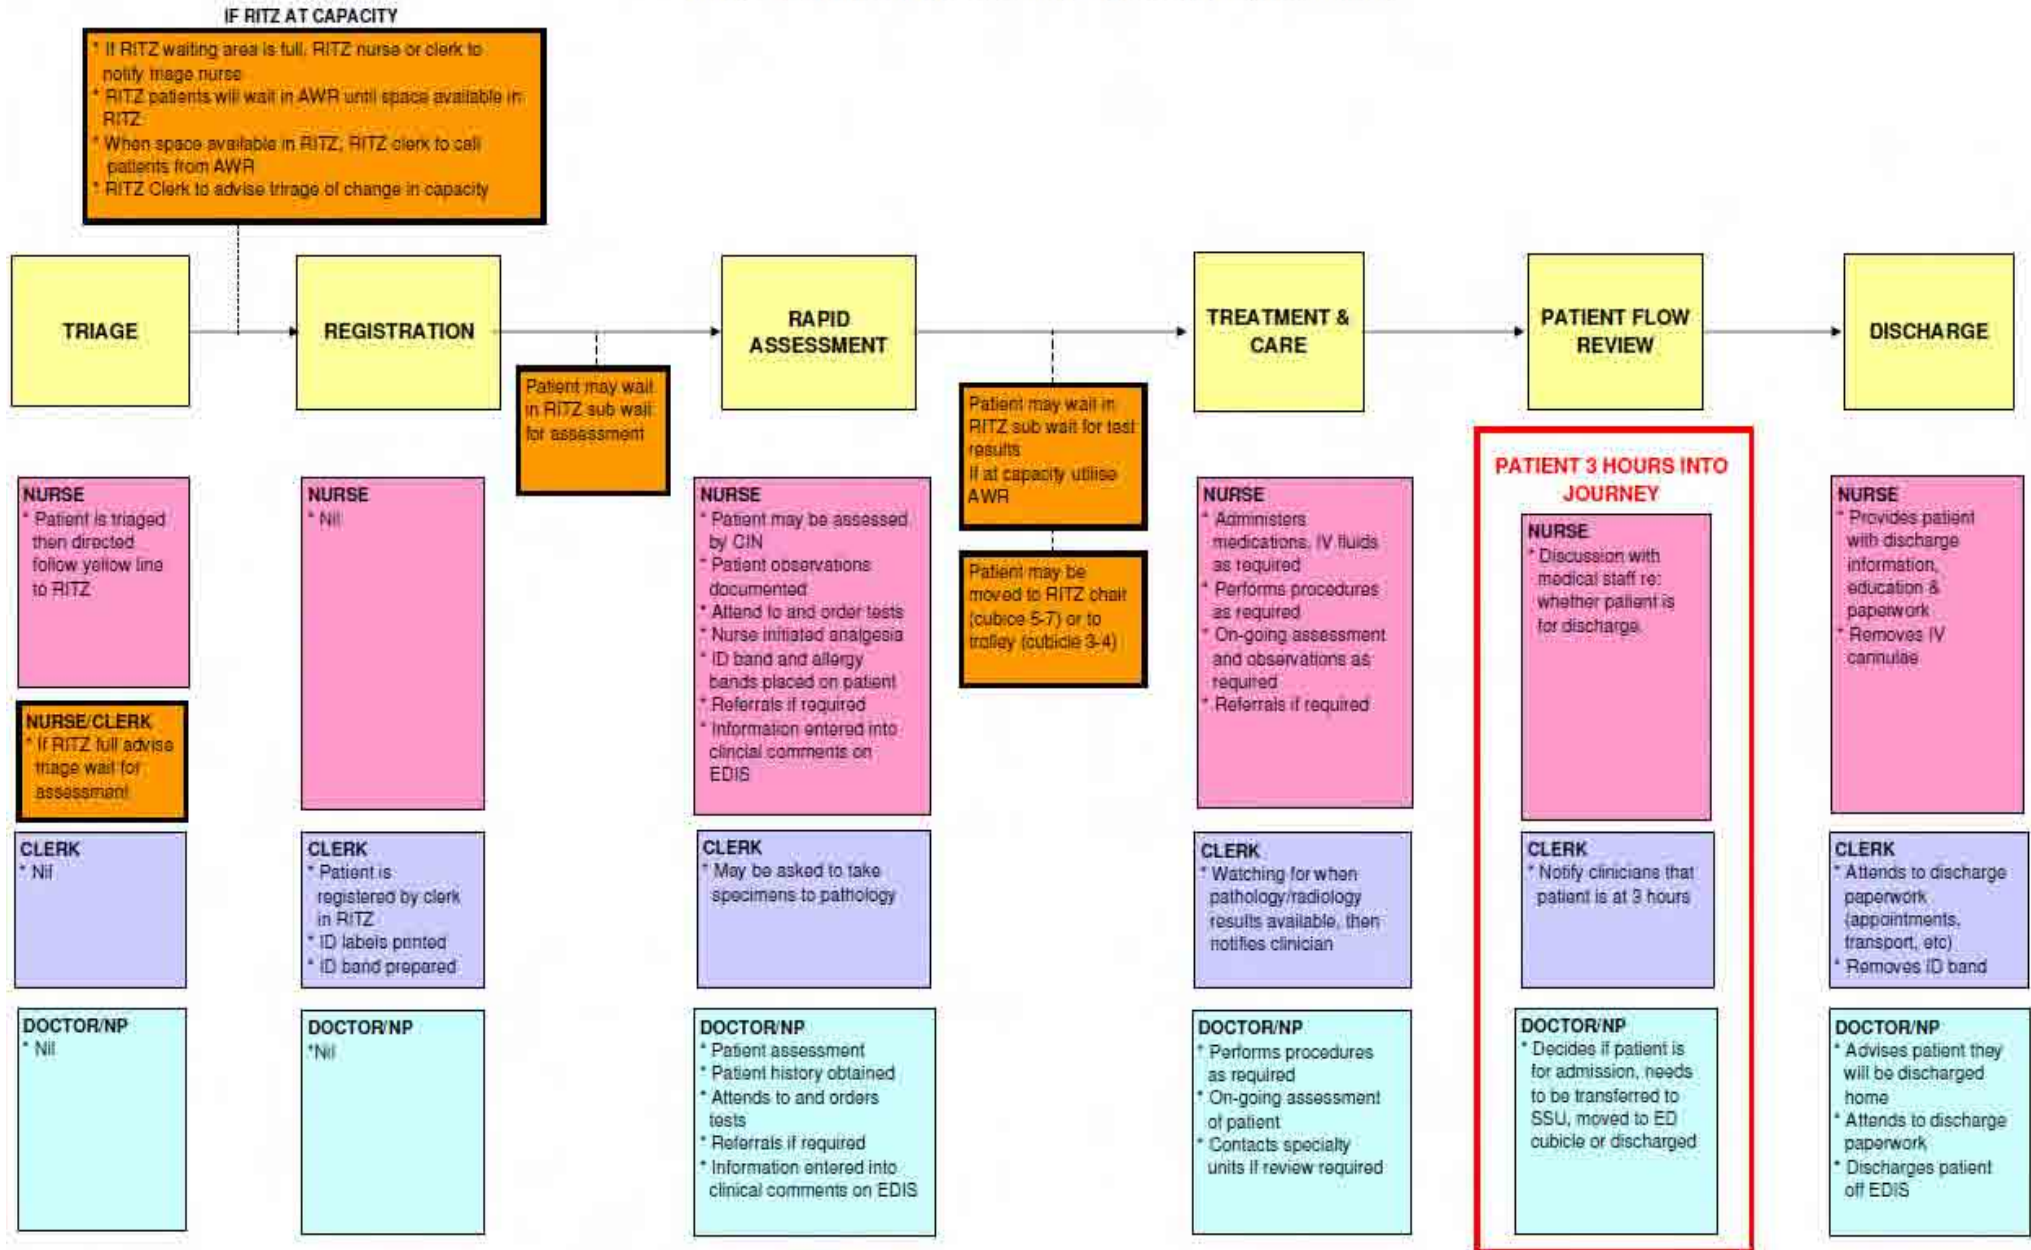 IF RITZ AT CAPACITY
* If RITZ waiting area is full, RITZ nurse or clerk to
notify triage nurse
* RITZ patients will wait in AWR until space available in
RITZ
* When space available in RITZ, RITZ clerk to call
patients from AWR
* RITZ Clerk to advise trirage of change in capacity
TRIAGE
REGISTRATION
RAPID
ASSESSMENT
TREATMENT &
CARE
PATIENT FLOW
REVIEW
DISCHARGE
Patient may wait
in RITZ sub wait
for assessment
Patient may wait in
RITZ sub wait for test
results
If at capacity utilise
AWR
Patient may be
moved to RITZ chair
(cubice 5-7) or to
trolley (cubicle 3-4)
NURSE
* Patient is triaged
then directed
follow yellow line
to RITZ
NURSE/CLERK
* If RITZ full advise
triage wait for
assessment
CLERK
* Nil
DOCTOR/NP
* Nil
NURSE
* Nil
CLERK
* Patient is
registered by clerk
in RITZ
* ID labels printed
* ID band prepared
DOCTOR/NP
*Nil
NURSE
* Patient may be assessed
by CIN
* Patient observations
documented
* Attend to and order tests
* Nurse initiated analgesia
* ID band and allergy
bands placed on patient
* Referrals if required
* Information entered into
clincial comments on
EDIS
CLERK
* May be asked to take
specimens to pathology
DOCTOR/NP
* Patient assessment
* Patient history obtained
* Attends to and orders
tests
* Referrals if required
* Information entered into
clinical comments on EDIS
NURSE
* Administers
medications, IV fluids
as required
* Performs procedures
as required
* On-going assessment
and observations as
required
* Referrals if required
CLERK
* Watching for when
pathology/radiology
results available, then
notifies clinician
DOCTOR/NP
* Performs procedures
as required
* On-going assessment
of patient
* Contacts specialty
units if review required
PATIENT 3 HOURS INTO
JOURNEY
NURSE
* Discussion with
medical staff re:
whether patient is
for discharge.
CLERK
* Notify clinicians that
patient is at 3 hours
DOCTOR/NP
* Decides if patient is
for admission, needs
to be transferred to
SSU, moved to ED
cubicle or discharged
NURSE
* Provides patient
with discharge
information,
education &
paperwork
* Removes IV
cannulae
CLERK
* Attends to discharge
paperwork
(appointments,
transport, etc)
* Removes ID band
DOCTOR/NP
* Advises patient they
will be discharged
home
* Attends to discharge
paperwork
* Discharges patient
off EDIS